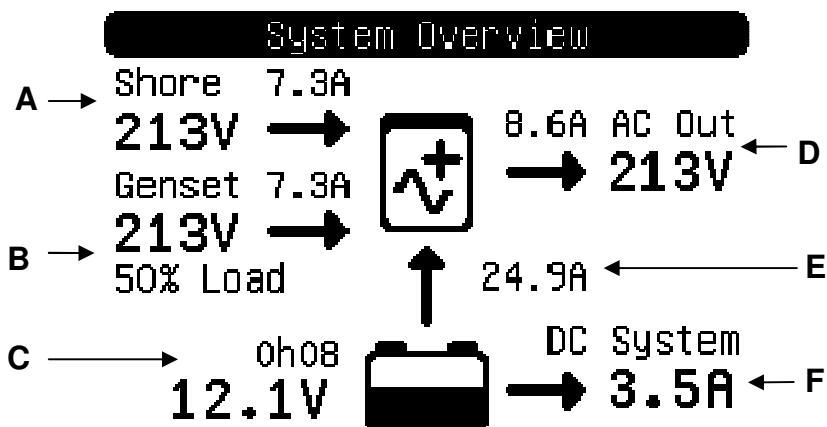 System Overview
A
Shore 7.3A
213V
8.6A AC Out
213V
D
Genset 7.3A
213V
50% Load
B
24.9A
E
C
0h08
12.1V
DC System
3.5A
F